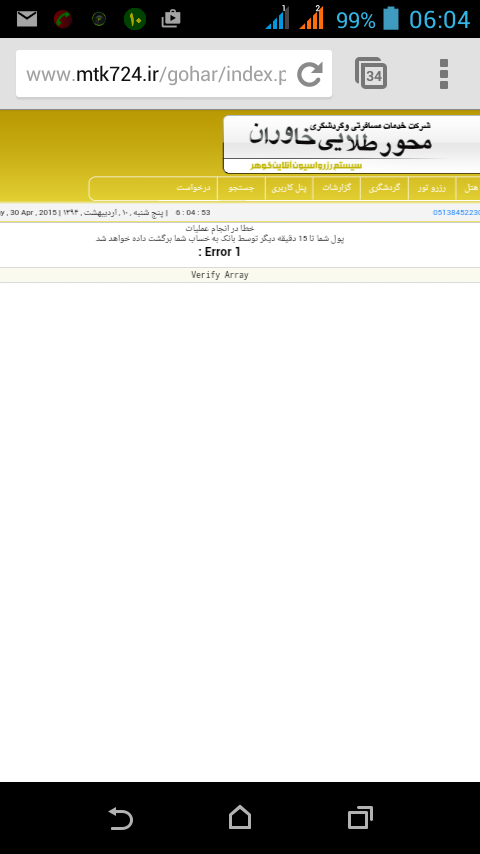 1 2
۱۰ 99% 06:04
www.mtk724.ir/gohar/index.p 34
شرکت خدمات مسافرتی وگردشگری
محور طلایی خاوران
سیستم رزرواسیون آنلاین گوهر
هتل رزرو تور گردشگری گزارشات پنل کاربری جستجو درخواست
y , 30 Apr , 2015 | پنج شنبه , ۱۰ , اردیبهشت , ۱۳۹۴ | 6 : 04 : 53 05138452230
خطا در انجام عملیات
پول شما تا 15 دقیقه دیگر توسط بانک به حساب شما برگشت داده خواهد شد
Error 1 :
Verify Array